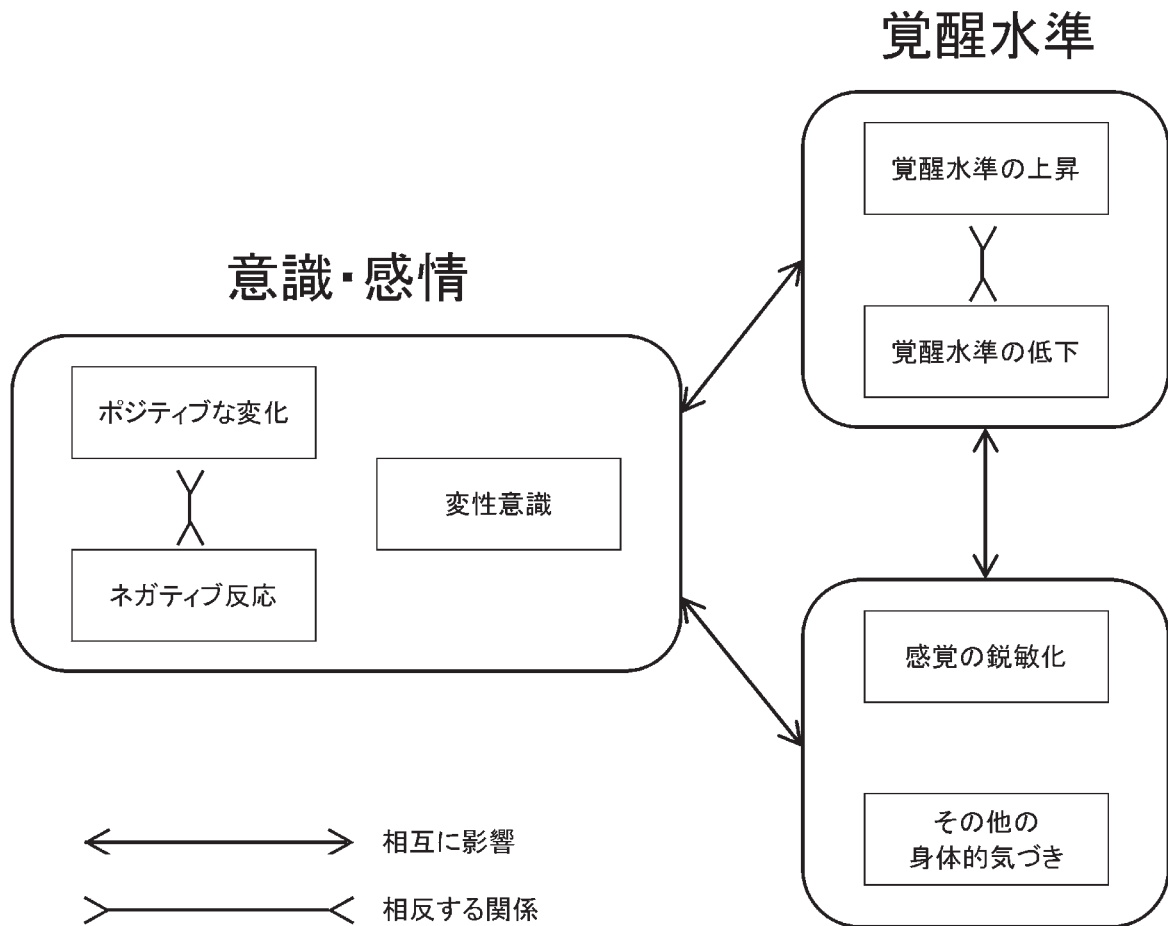 覚醒水準
覚醒水準の上昇
覚醒水準の低下
意識・感情
ポジティブな変化
変性意識
ネガティブ反応
感覚の鋭敏化
その他の
身体的気づき
相互に影響
相反する関係